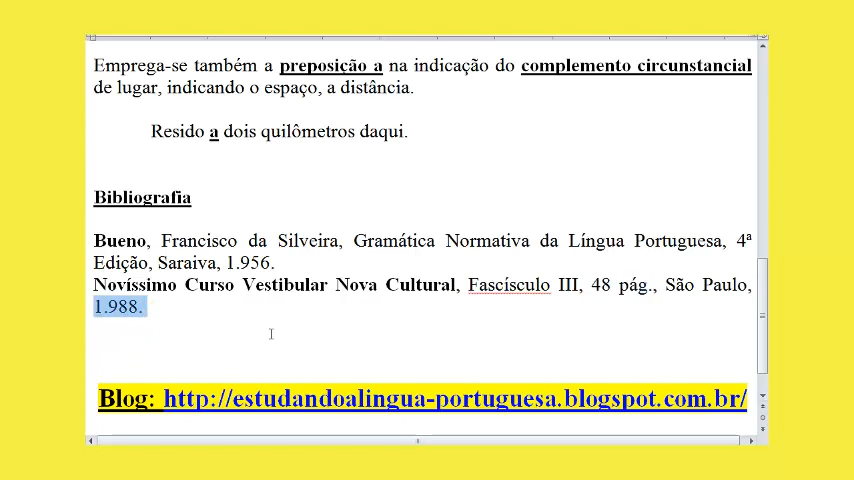 Emprega-se também a preposição a na indicação do complemento circunstancial
de lugar, indicando o espaço, a distância.
Resido a dois quilômetros daqui.
Bibliografia
Bueno, Francisco da Silveira, Gramática Normativa da Língua Portuguesa, 4ª
Edição, Saraiva, 1.956.
Novíssimo Curso Vestibular Nova Cultural, Fascísculo III, 48 pág., São Paulo,
1.988.
Blog: http://estudandoalingua-portuguesa.blogspot.com.br/